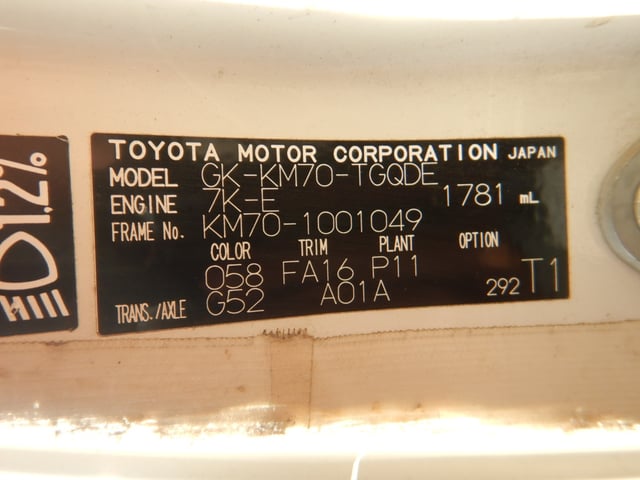 1.2%
TOYOTA MOTOR CORPORATION JAPAN
MODEL GK-KM70-TGQDE
ENGINE 7K-E 1781 mL
FRAME No. KM70-1001049
COLOR TRIM PLANT OPTION
058 FA16 P11
TRANS./AXLE G52 A01A 292 T1